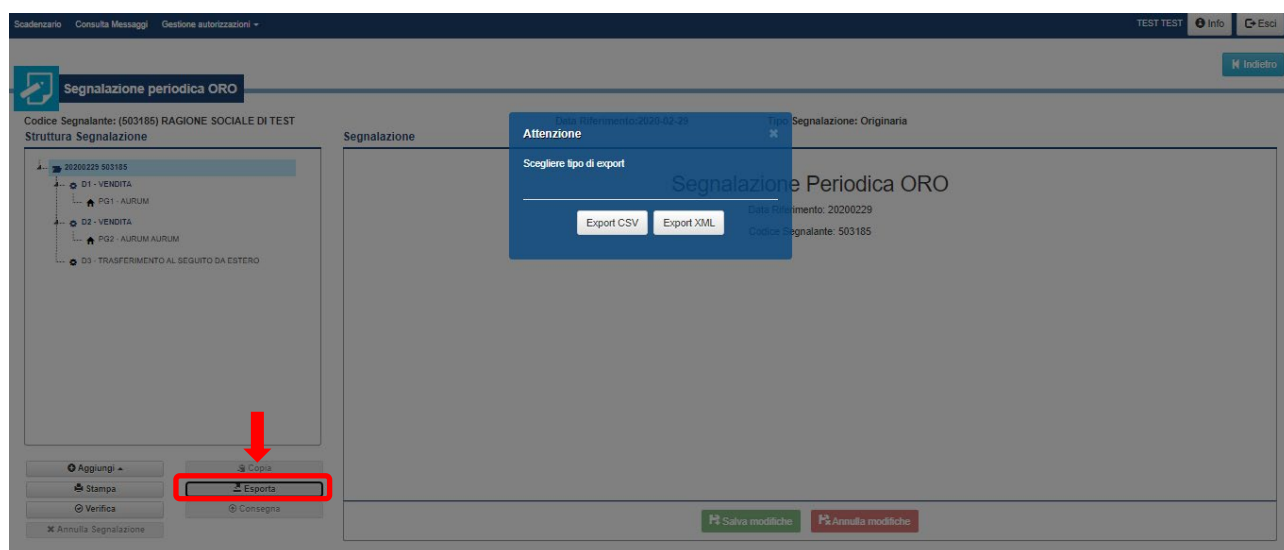 Scadenzario Consulta Messaggi Gestione autorizzazioni
TEST TEST Info Esci
Indietro
Segnalazione periodica ORO
Codice Segnalante: (503185) RAGIONE SOCIALE DI TEST Data Riferimento:2020-02-29 Tipo Segnalazione: Originaria
Struttura Segnalazione
Segnalazione
20200229 503185
D1 - VENDITA
PG1 - AURUM
D2 - VENDITA
PG2 - AURUM AURUM
D3 - TRASFERIMENTO AL SEGUITO DA ESTERO
Attenzione
Scegliere tipo di export
Export CSV Export XML
Segnalazione Periodica ORO
Data Riferimento: 20200229
Codice Segnalante: 503185
Aggiungi Copia
Stampa Esporta
Verifica Consegna
Annulla Segnalazione
Salva modifiche Annulla modifiche